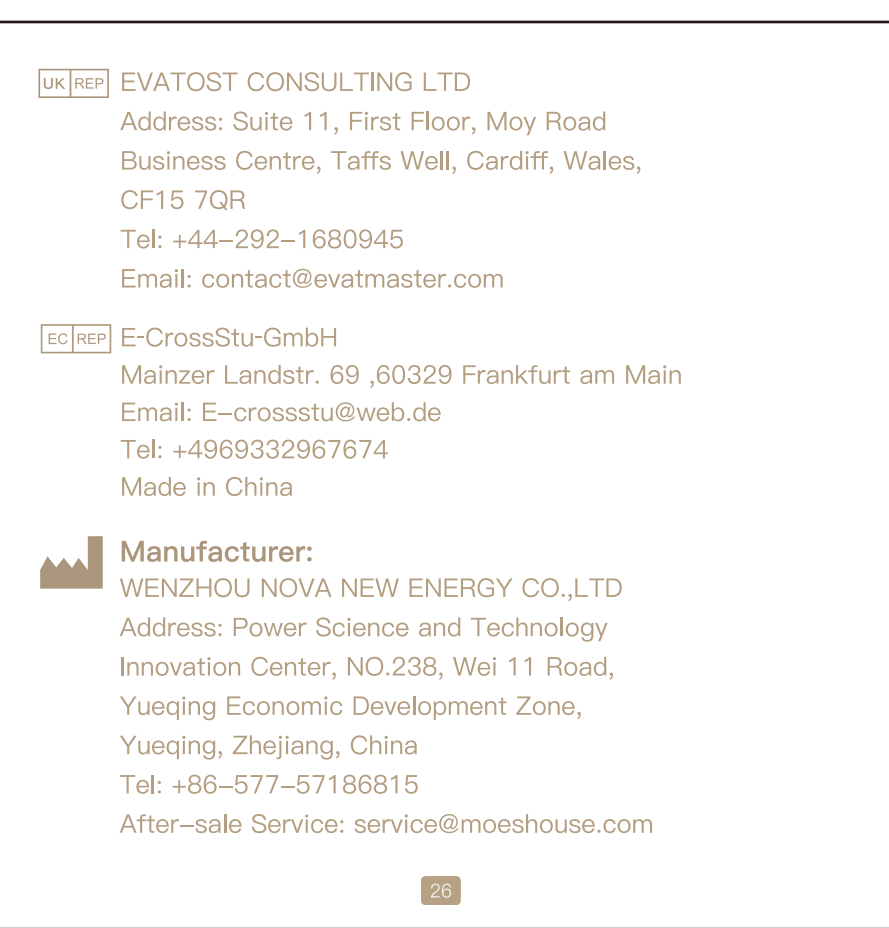 UK REP EVATOST CONSULTING LTD
Address: Suite 11, First Floor, Moy Road
Business Centre, Taffs Well, Cardiff, Wales,
CF15 7QR
Tel: +44–292–1680945
Email: contact@evatmaster.com
EC REP E-CrossStu-GmbH
Mainzer Landstr. 69 ,60329 Frankfurt am Main
Email: E–crossstu@web.de
Tel: +4969332967674
Made in China
Manufacturer:
WENZHOU NOVA NEW ENERGY CO.,LTD
Address: Power Science and Technology
Innovation Center, NO.238, Wei 11 Road,
Yueqing Economic Development Zone,
Yueqing, Zhejiang, China
Tel: +86–577–57186815
After–sale Service: service@moeshouse.com
26